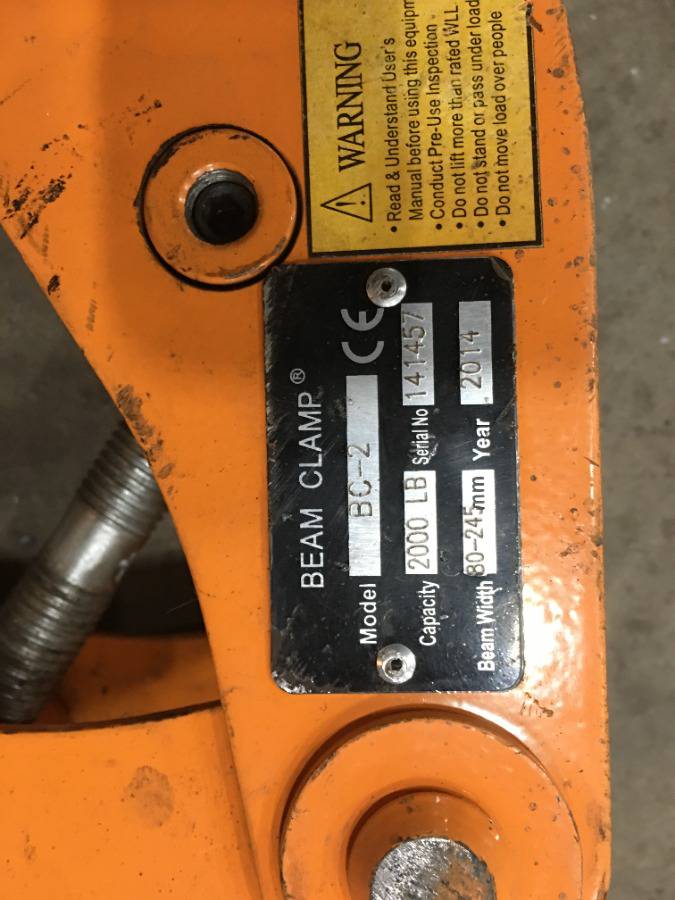 WARNING
• Read & Understand User's
Manual before using this equipm
• Conduct Pre-Use Inspection
• Do not lift more than rated WLL
• Do not stand or pass under load
• Do not move load over people
BEAM CLAMP®
Model BC-2 CE
Capacity 2000 LB Serial No 141457
Beam Width 80-245mm Year 2014